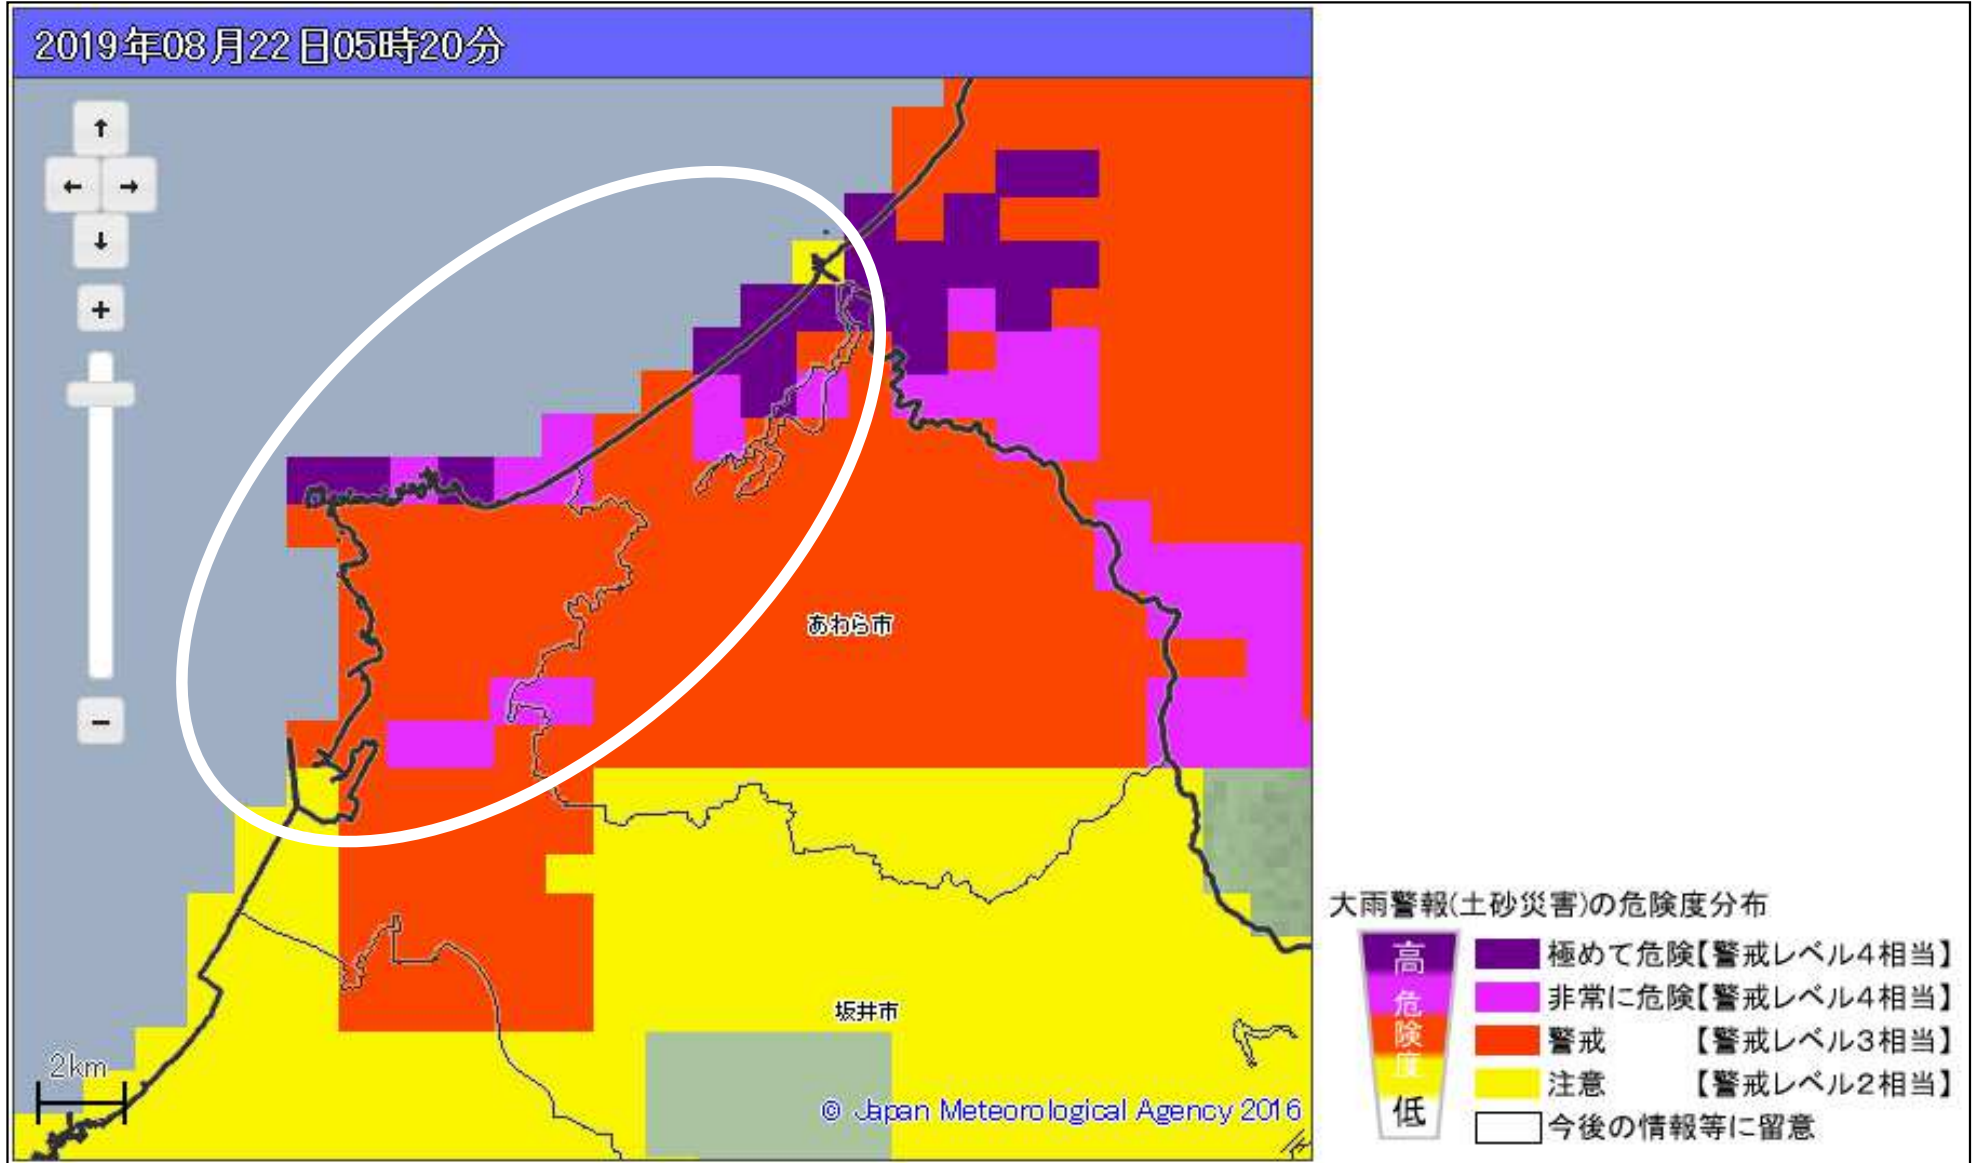 2019年08月22日05時20分
↑
← →
↓
+
−
あわら市
坂井市
2km
© Japan Meteorological Agency 2016
大雨警報(土砂災害)の危険度分布
高
危
険
度
低
極めて危険【警戒レベル4相当】
非常に危険【警戒レベル4相当】
警戒 【警戒レベル3相当】
注意 【警戒レベル2相当】
今後の情報等に留意